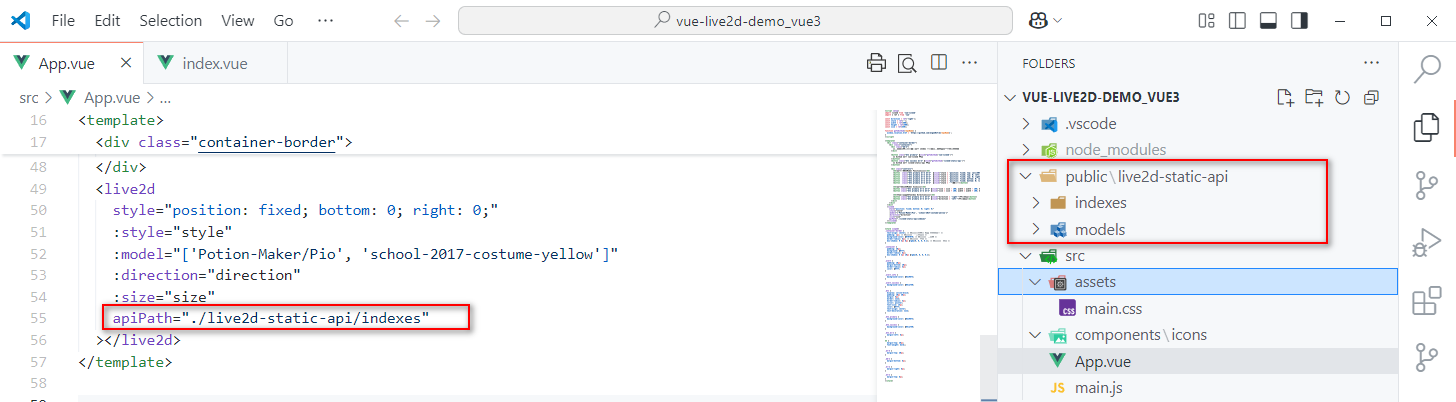 File Edit Selection View Go ··· vue-live2d-demo_vue3
App.vue index.vue ···
src > App.vue > ...
16 <template>
17 <div class="container-border">
48 </div>
49 <live2d
50 style="position: fixed; bottom: 0; right: 0;"
51 :style="style"
52 :model="['Potion-Maker/Pio', 'school-2017-costume-yellow']"
53 :direction="direction"
54 :size="size"
55 apiPath="./live2d-static-api/indexes"
56 ></live2d>
57 </template>
58
FOLDERS ···
VUE-LIVE2D-DEMO_VUE3
.vscode
node_modules
public\live2d-static-api
indexes
models
src
assets
CSS main.css
components\icons
App.vue
JS main.js